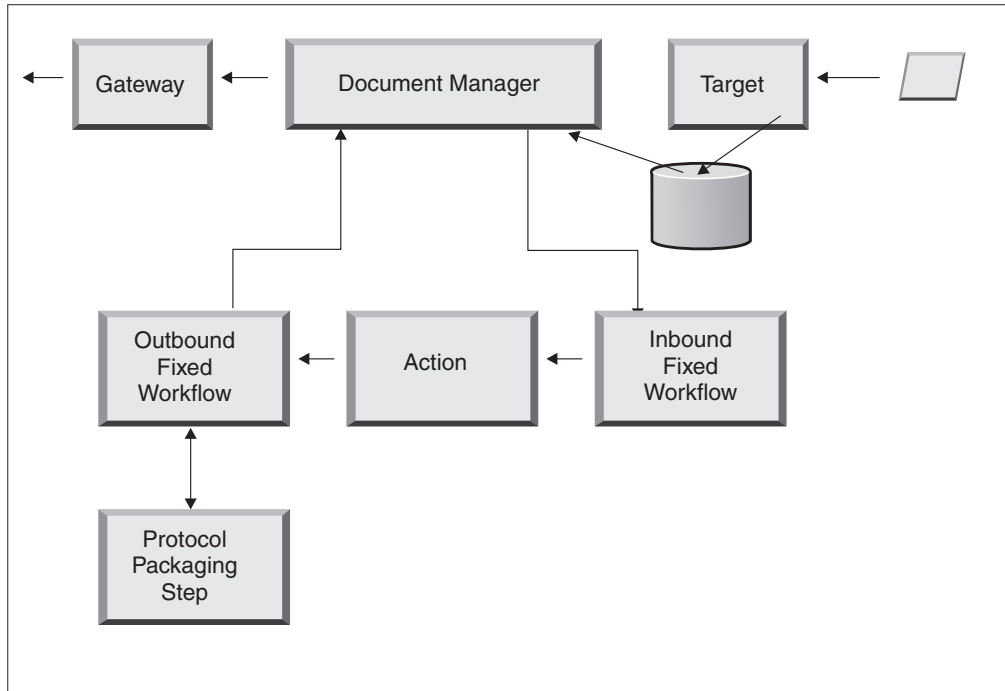 Gateway
Document Manager
Target
Outbound
Fixed
Workflow
Action
Inbound
Fixed
Workflow
Protocol
Packaging
Step